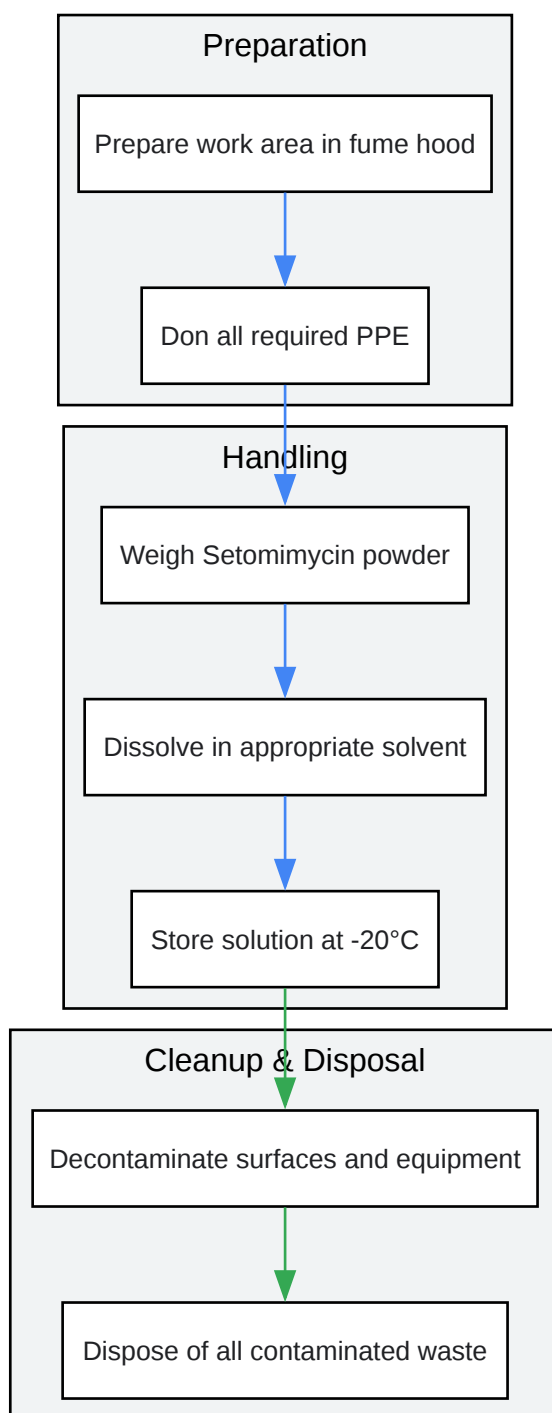 Preparation
Prepare work area in fume hood
Don all required PPE
Handling
Weigh Setomimycin powder
Dissolve in appropriate solvent
Store solution at -20°C
Cleanup & Disposal
Decontaminate surfaces and equipment
Dispose of all contaminated waste